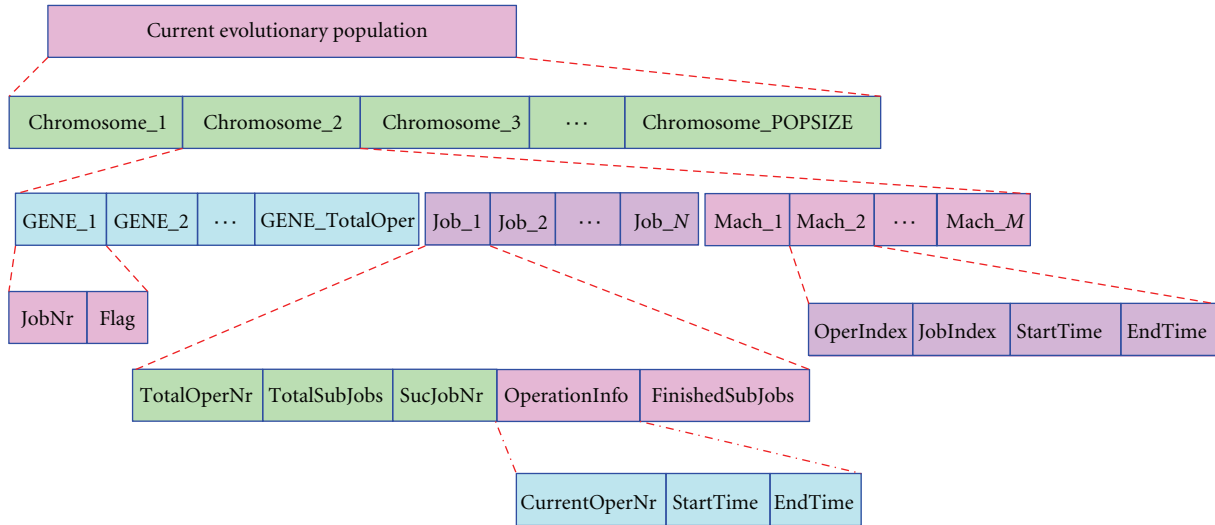 Current evolutionary population
Chromosome_1 Chromosome_2 Chromosome_3 ⋯ Chromosome_POPSIZE
GENE_1 GENE_2 ⋯ GENE_TotalOper Job_1 Job_2 ⋯ Job_N Mach_1 Mach_2 ⋯ Mach_M
JobNr Flag
OperIndex JobIndex StartTime EndTime
TotalOperNr TotalSubJobs SucJobNr OperationInfo FinishedSubJobs
CurrentOperNr StartTime EndTime